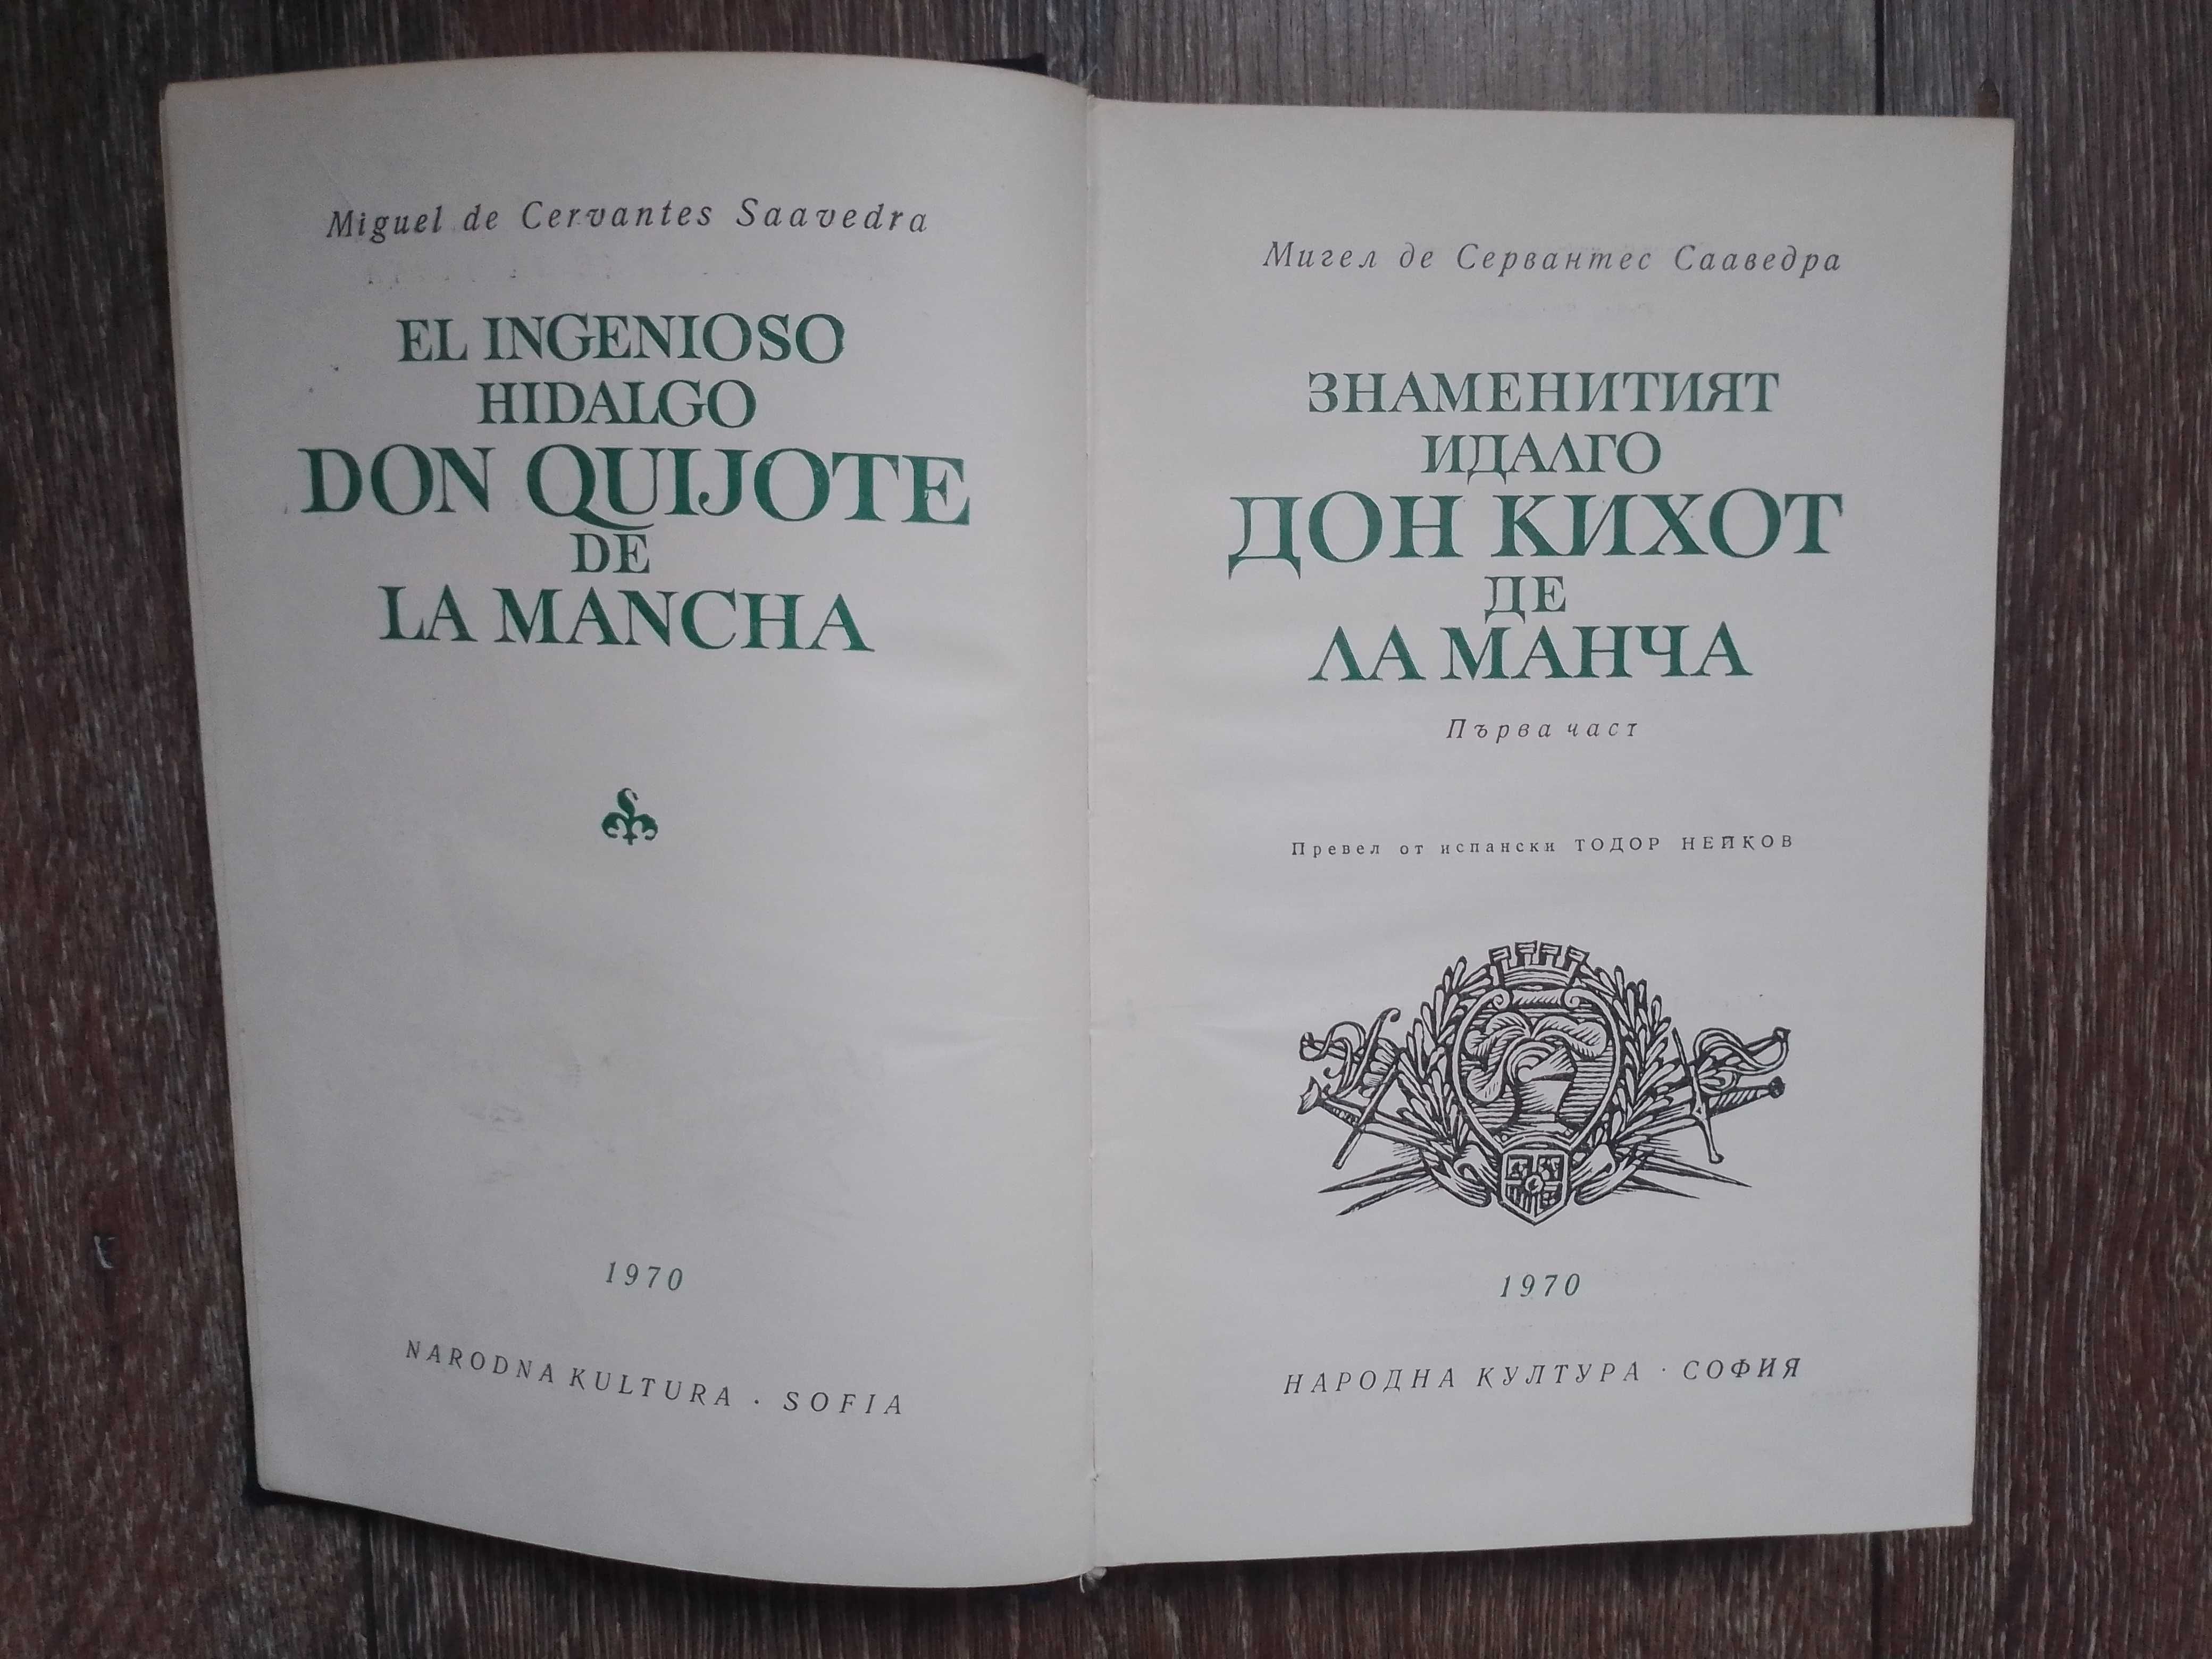 Miguel de Cervantes Saavedra
EL INGENIOSO
HIDALGO
DON QUIJOTE
DE
LA MANCHA
1970
NARODNA KULTURA · SOFIA
Мигел де Сервантес Сааведра
ЗНАМЕНИТИЯТ
ИДАЛГО
ДОН КИХОТ
ДЕ
ЛА МАНЧА
Първа част
Превел от испански ТОДОР НЕЙКОВ
1970
НАРОДНА КУЛТУРА · СОФИЯ